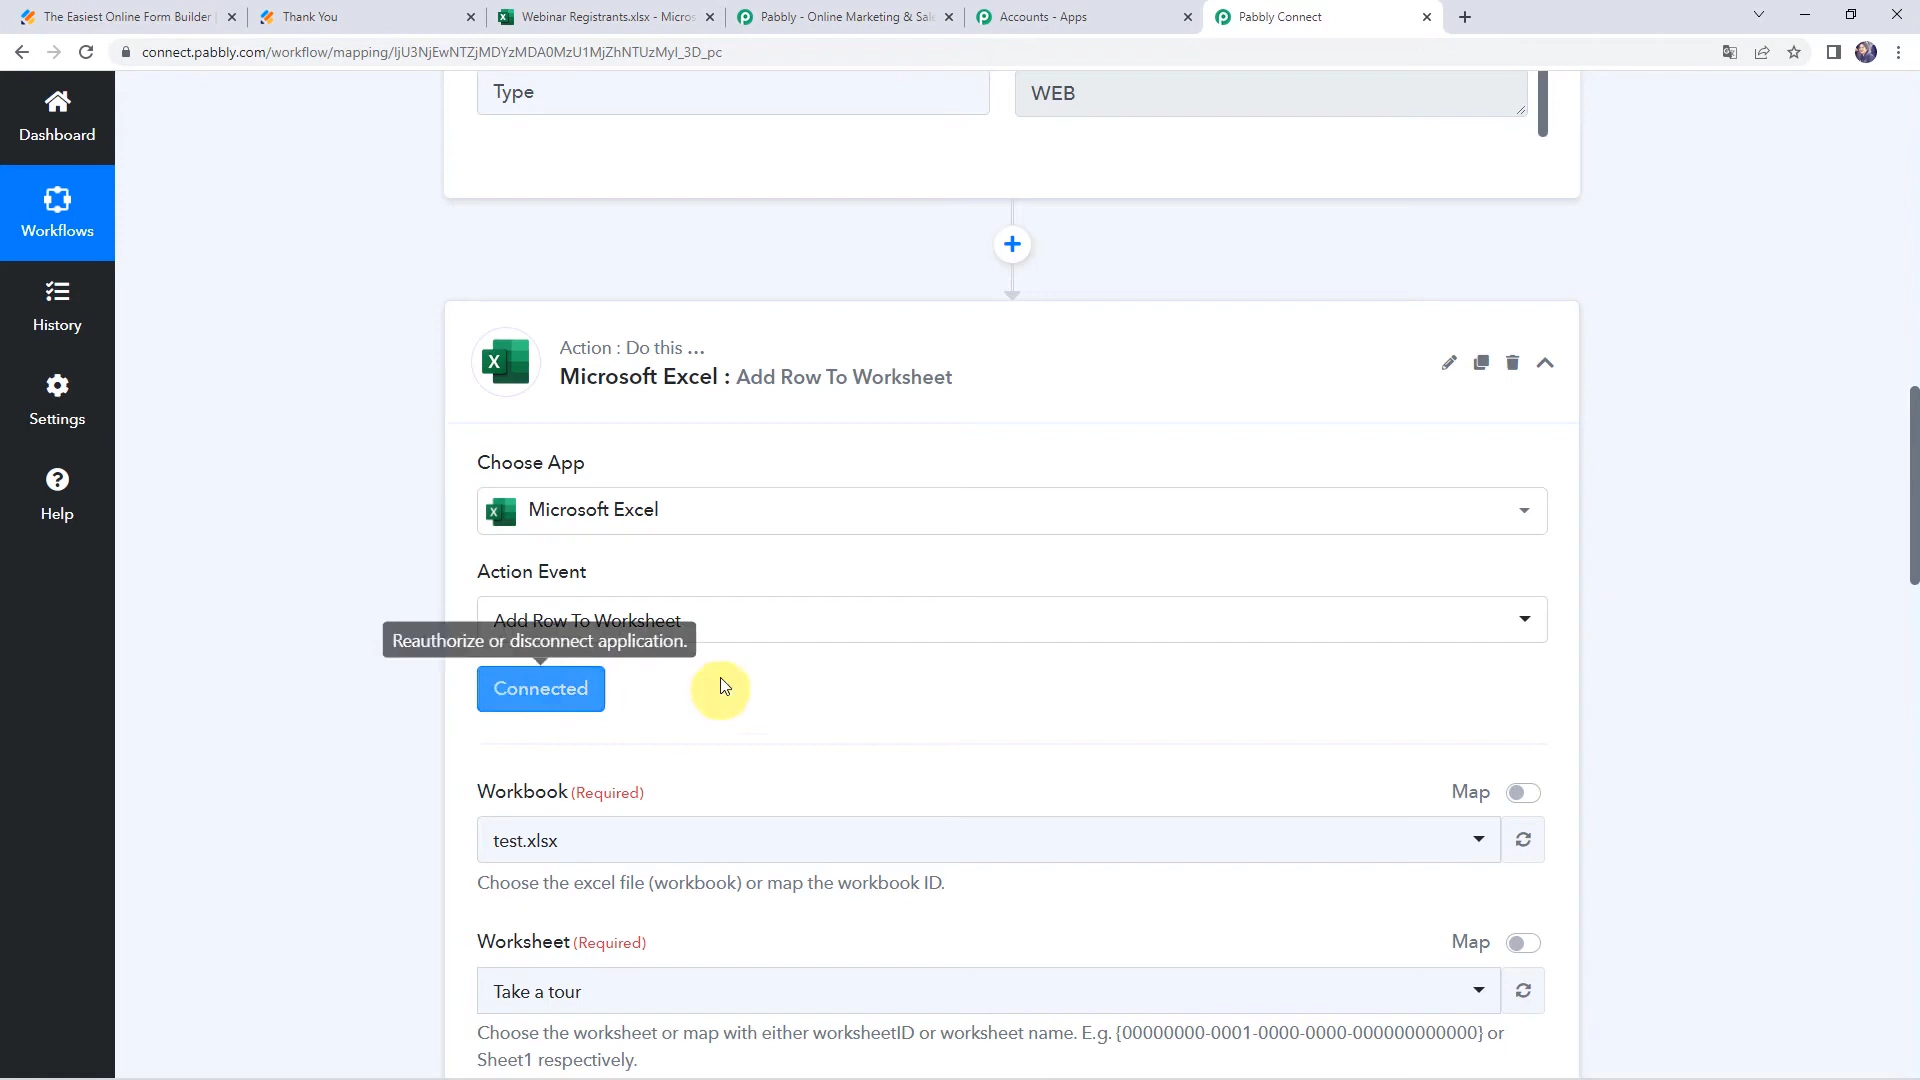 The Easiest Online Form Builder
Thank You
Webinar Registrants.xlsx - Micros
Pabbly - Online Marketing & Sale
Accounts - Apps
Pabbly Connect
connect.pabbly.com/workflow/mapping/
Dashboard
Workflows
History
Settings
Help
Type
WEB
Action : Do this ...
Microsoft Excel : Add Row To Worksheet
Choose App
Microsoft Excel
Action Event
Add Row To Worksheet
Reauthorize or disconnect application.
Connected
Workbook (Required)
Map
test.xlsx
Choose the excel file (workbook) or map the workbook ID.
Worksheet (Required)
Map
Take a tour
Choose the worksheet or map with either worksheetID or worksheet name. E.g. {00000000-0001-0000-0000-000000000000} or
Sheet1 respectively.